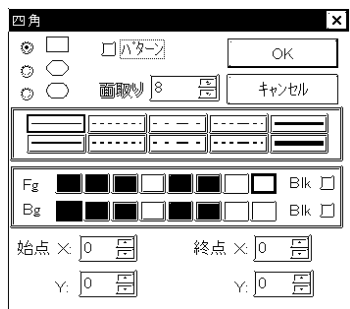 四角
パターン
OK
面取り 8
キャンセル
Fg Blk
Bg Blk
始点 X: 0 終点 X: 0
Y: 0 Y: 0